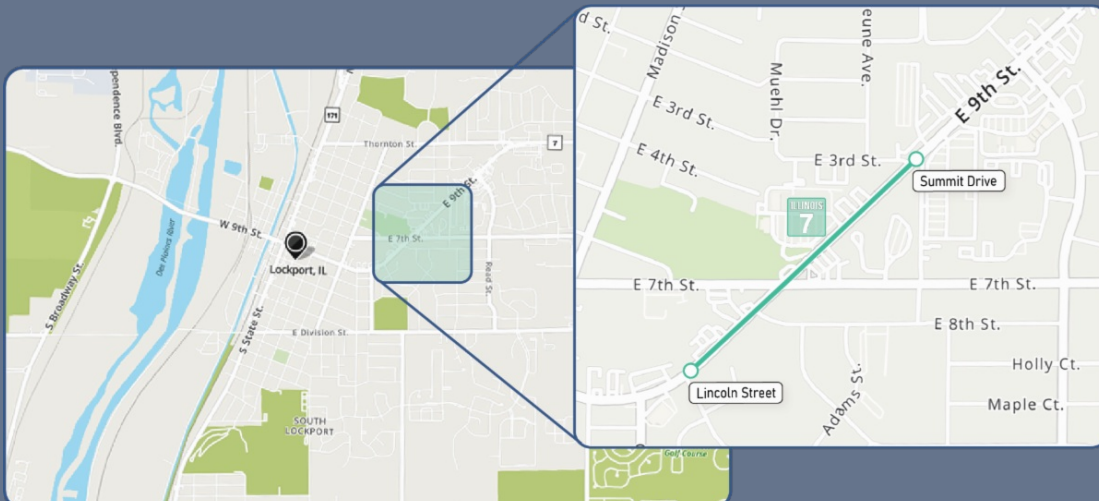 pendence Blvd.
171
Thornton St.
7
E 9th St.
W 9th St.
Des Plaines River
Lockport, IL
E 7th St.
Read St.
S Broadway St.
S State St.
E Division St.
SOUTH
LOCKPORT
Golf Course
d St.
Madison
eune Ave.
Muehl Dr.
E 9th St.
E 3rd St.
E 4th St.
E 3rd St.
Summit Drive
ILLINOIS
7
E 7th St.
E 7th St.
E 8th St.
Holly Ct.
Lincoln Street
Adams St.
Maple Ct.